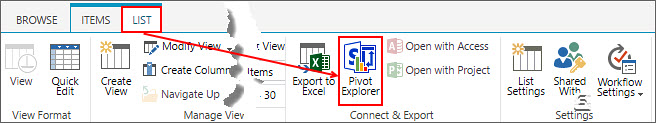 BROWSE ITEMS LIST
View
Quick Edit
Create View
Modify View
Create Column
Navigate Up
View
Items
30
Export to Excel
Pivot Explorer
Open with Access
Open with Project
List Settings
Shared With
Workflow Settings
View Format
Manage View
Connect & Export
Settings